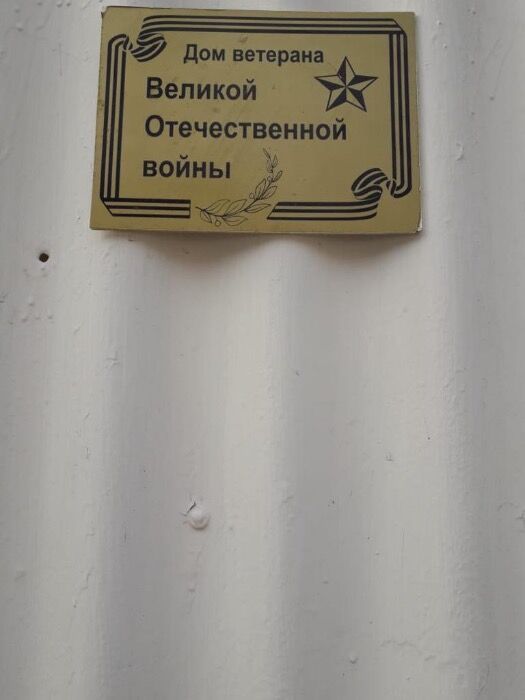 Дом ветерана
Великой
Отечественной
войны